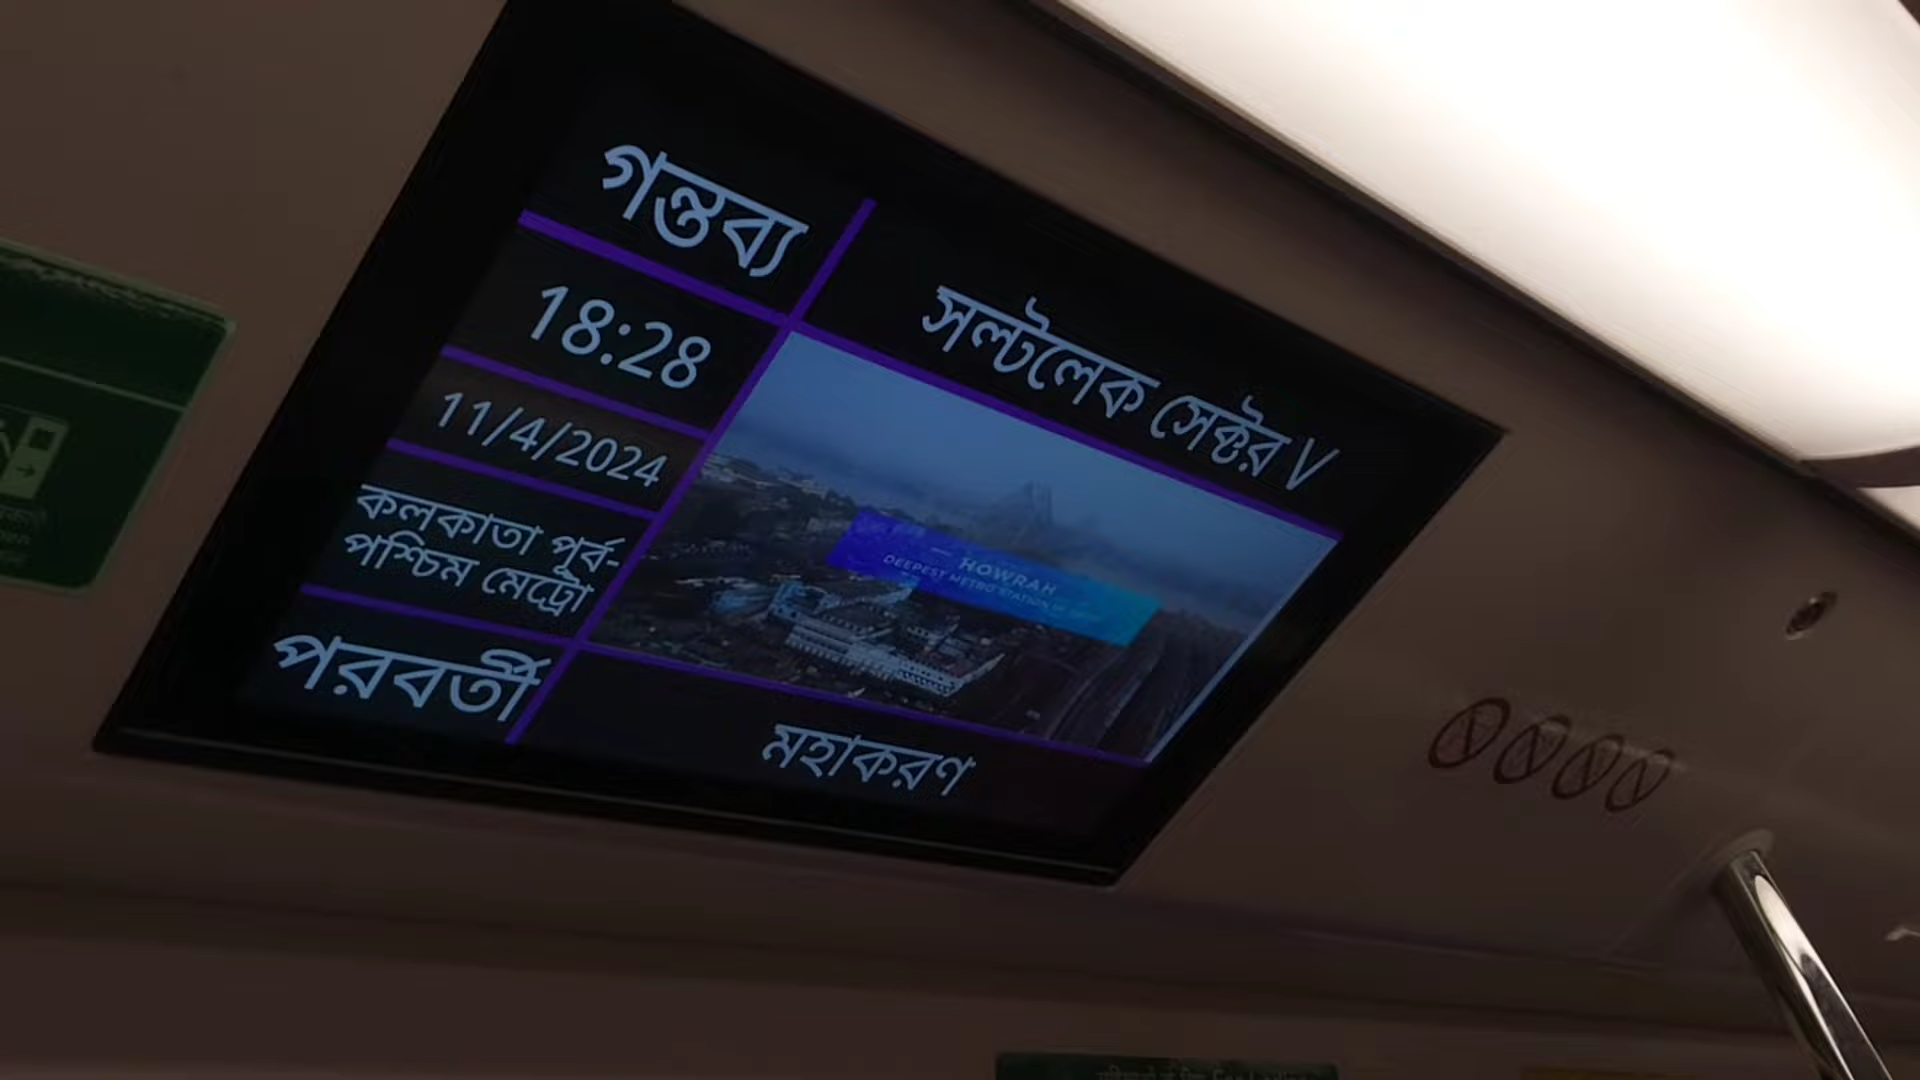 গন্তব্য
সল্টলেক সেক্টর V
18:28
11/4/2024
কলকাতা পূর্ব-
পশ্চিম মেট্রো
HOWRAH
DEEPEST METRO STATION
পরবর্তী
মহাকরণ